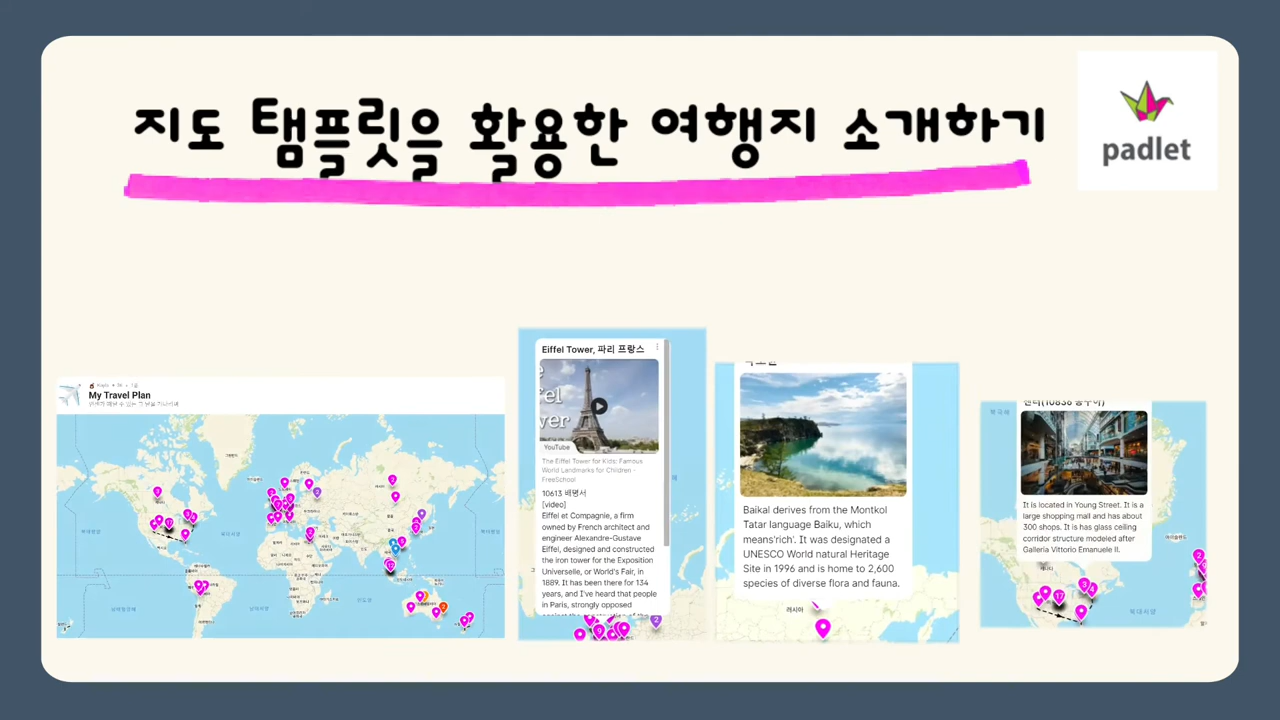 지도 템플릿을 활용한 여행지 소개하기
padlet
My Travel Plan
Eiffel Tower, 파리 프랑스
YouTube
The Eiffel Tower for Kids: Famous
World Landmarks for Children -
FreeSchool
10613 배명서
[video]
Eiffel et Compagnie, a firm
owned by French architect and
engineer Alexandre-Gustave
Eiffel, designed and constructed
the iron tower for the Exposition
Universelle, or World's Fair, in
1889. It has been there for 134
years, and I've heard that people
in Paris, strongly opposed
Baikal derives from the Montkol
Tatar language Baiku, which
means'rich'. It was designated a
UNESCO World natural Heritage
Site in 1996 and is home to 2,600
species of diverse flora and fauna.
러시아
It is located in Young Street. It is a
large shopping mall and has about
300 shops. It has glass ceiling
corridor structure modeled after
Galleria Vittorio Emanuele II.
캐나다
북대서양